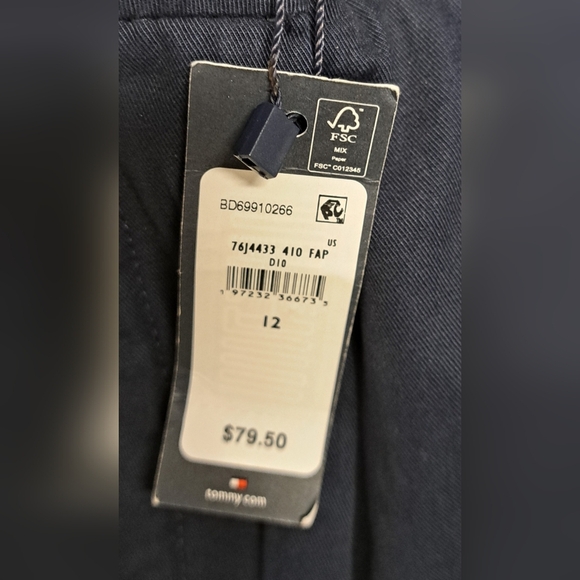 FSC
MIX
Paper
FSC™ C012345
BD69910266
US
76J4433 410 FAP
D10
1 97232 36673 5
12
$79.50
tommy.com